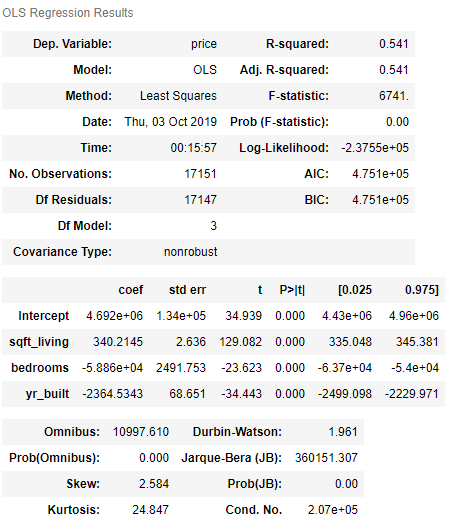 OLS Regression Results
Dep. Variable: price R-squared: 0.541
Model: OLS Adj. R-squared: 0.541
Method: Least Squares F-statistic: 6741.
Date: Thu, 03 Oct 2019 Prob (F-statistic): 0.00
Time: 00:15:57 Log-Likelihood: -2.3755e+05
No. Observations: 17151 AIC: 4.751e+05
Df Residuals: 17147 BIC: 4.751e+05
Df Model: 3
Covariance Type: nonrobust
coef std err t P>|t| [0.025 0.975]
Intercept 4.692e+06 1.34e+05 34.939 0.000 4.43e+06 4.96e+06
sqft_living 340.2145 2.636 129.082 0.000 335.048 345.381
bedrooms -5.886e+04 2491.753 -23.623 0.000 -6.37e+04 -5.4e+04
yr_built -2364.5343 68.651 -34.443 0.000 -2499.098 -2229.971
Omnibus: 10997.610 Durbin-Watson: 1.961
Prob(Omnibus): 0.000 Jarque-Bera (JB): 360151.307
Skew: 2.584 Prob(JB): 0.00
Kurtosis: 24.847 Cond. No. 2.07e+05